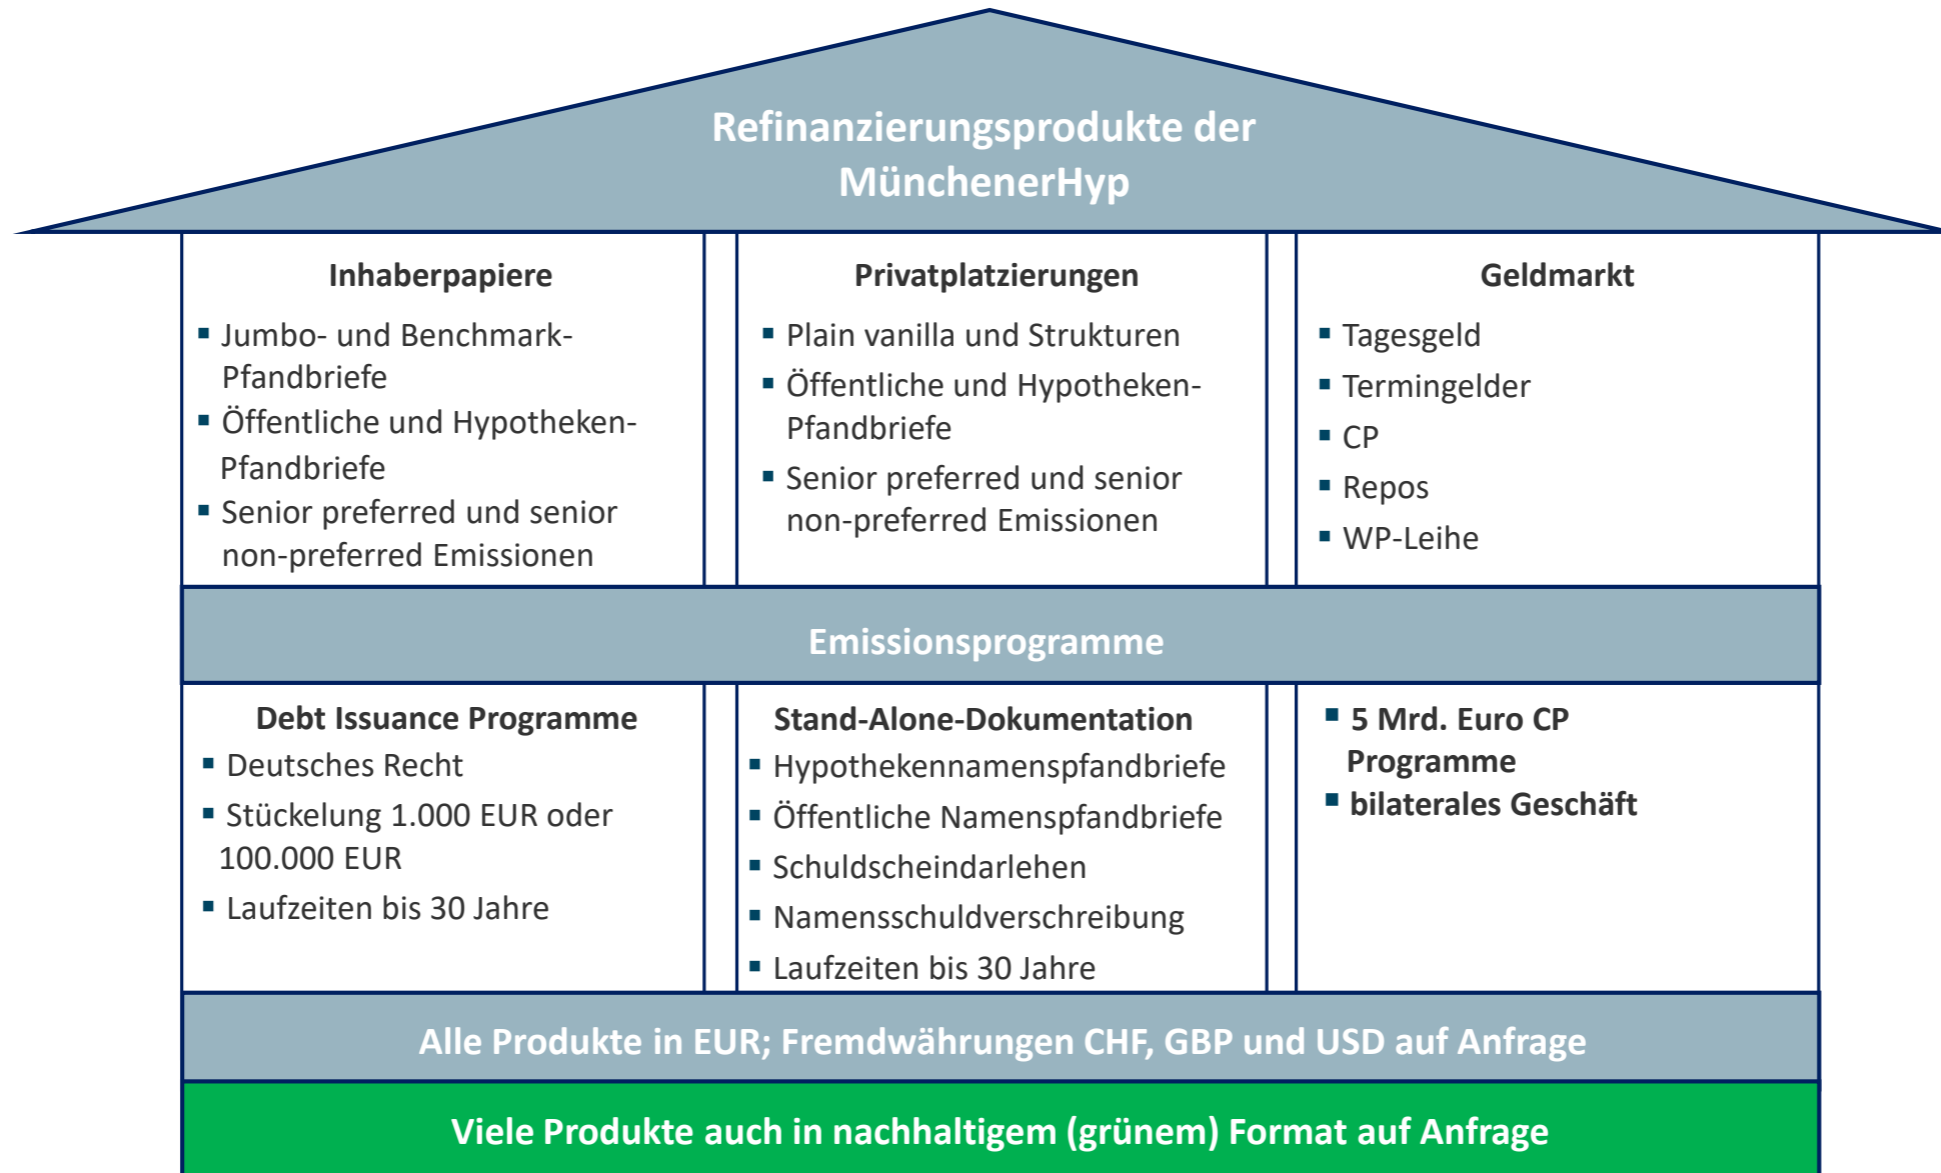 Refinanzierungsprodukte der
MünchenerHyp
Inhaberpapiere
▪ Jumbo- und Benchmark-
Pfandbriefe
▪ Öffentliche und Hypotheken-
Pfandbriefe
▪ Senior preferred und senior
non-preferred Emissionen
Privatplatzierungen
▪ Plain vanilla und Strukturen
▪ Öffentliche und Hypotheken-
Pfandbriefe
▪ Senior preferred und senior
non-preferred Emissionen
Geldmarkt
▪ Tagesgeld
▪ Termingelder
▪ CP
▪ Repos
▪ WP-Leihe
Emissionsprogramme
Debt Issuance Programme
▪ Deutsches Recht
▪ Stückelung 1.000 EUR oder
100.000 EUR
▪ Laufzeiten bis 30 Jahre
Stand-Alone-Dokumentation
▪ Hypothekennamenspfandbriefe
▪ Öffentliche Namenspfandbriefe
▪ Schuldscheindarlehen
▪ Namensschuldverschreibung
▪ Laufzeiten bis 30 Jahre
▪ 5 Mrd. Euro CP
Programme
▪ bilaterales Geschäft
Alle Produkte in EUR; Fremdwährungen CHF, GBP und USD auf Anfrage
Viele Produkte auch in nachhaltigem (grünem) Format auf Anfrage